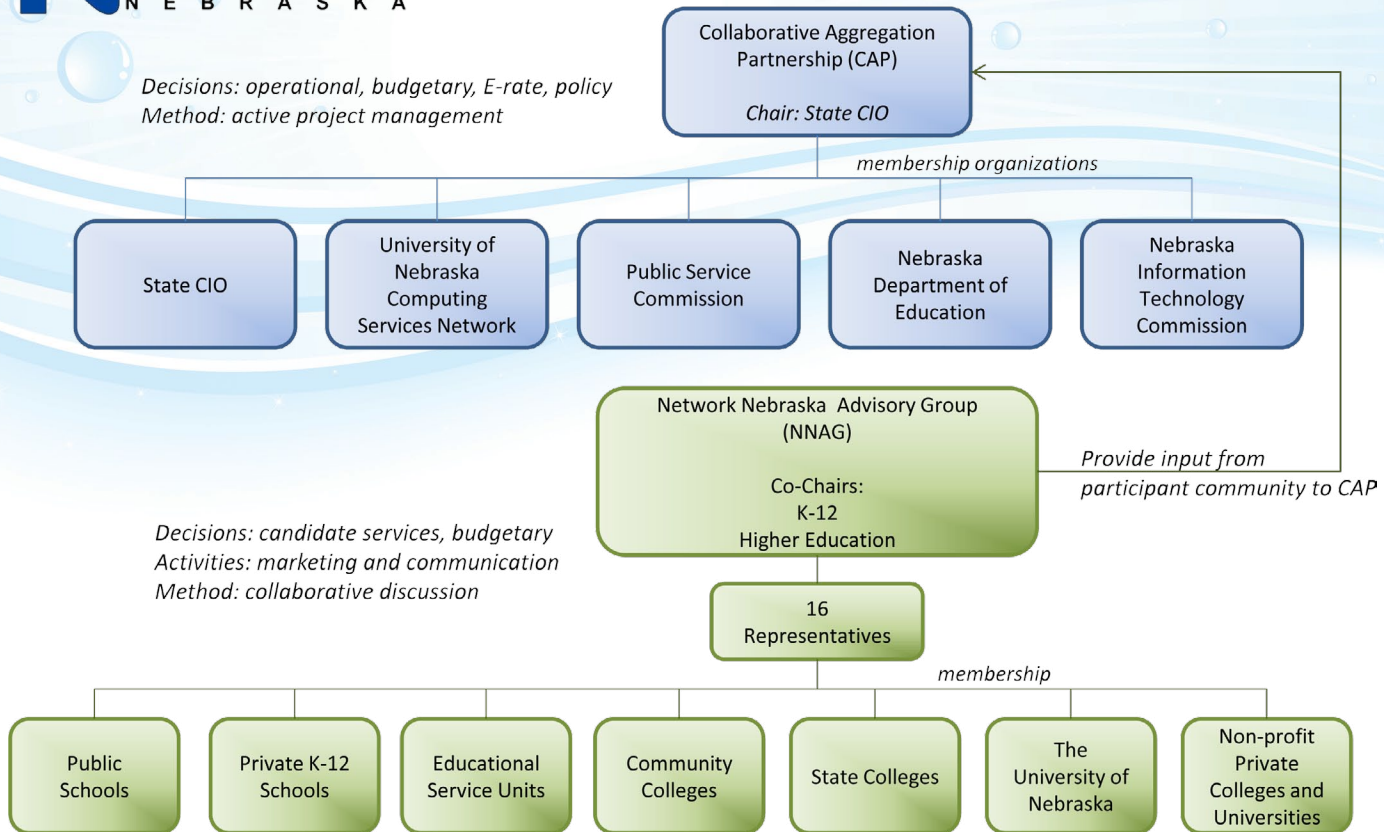 NEBRASKA
Collaborative Aggregation
Partnership (CAP)
Chair: State CIO
Decisions: operational, budgetary, E-rate, policy
Method: active project management
membership organizations
State CIO
University of
Nebraska
Computing
Services Network
Public Service
Commission
Nebraska
Department of
Education
Nebraska
Information
Technology
Commission
Network Nebraska Advisory Group
(NNAG)
Co-Chairs:
K-12
Higher Education
Provide input from
participant community to CAP
Decisions: candidate services, budgetary
Activities: marketing and communication
Method: collaborative discussion
16
Representatives
membership
Public
Schools
Private K-12
Schools
Educational
Service Units
Community
Colleges
State Colleges
The
University of
Nebraska
Non-profit
Private
Colleges and
Universities